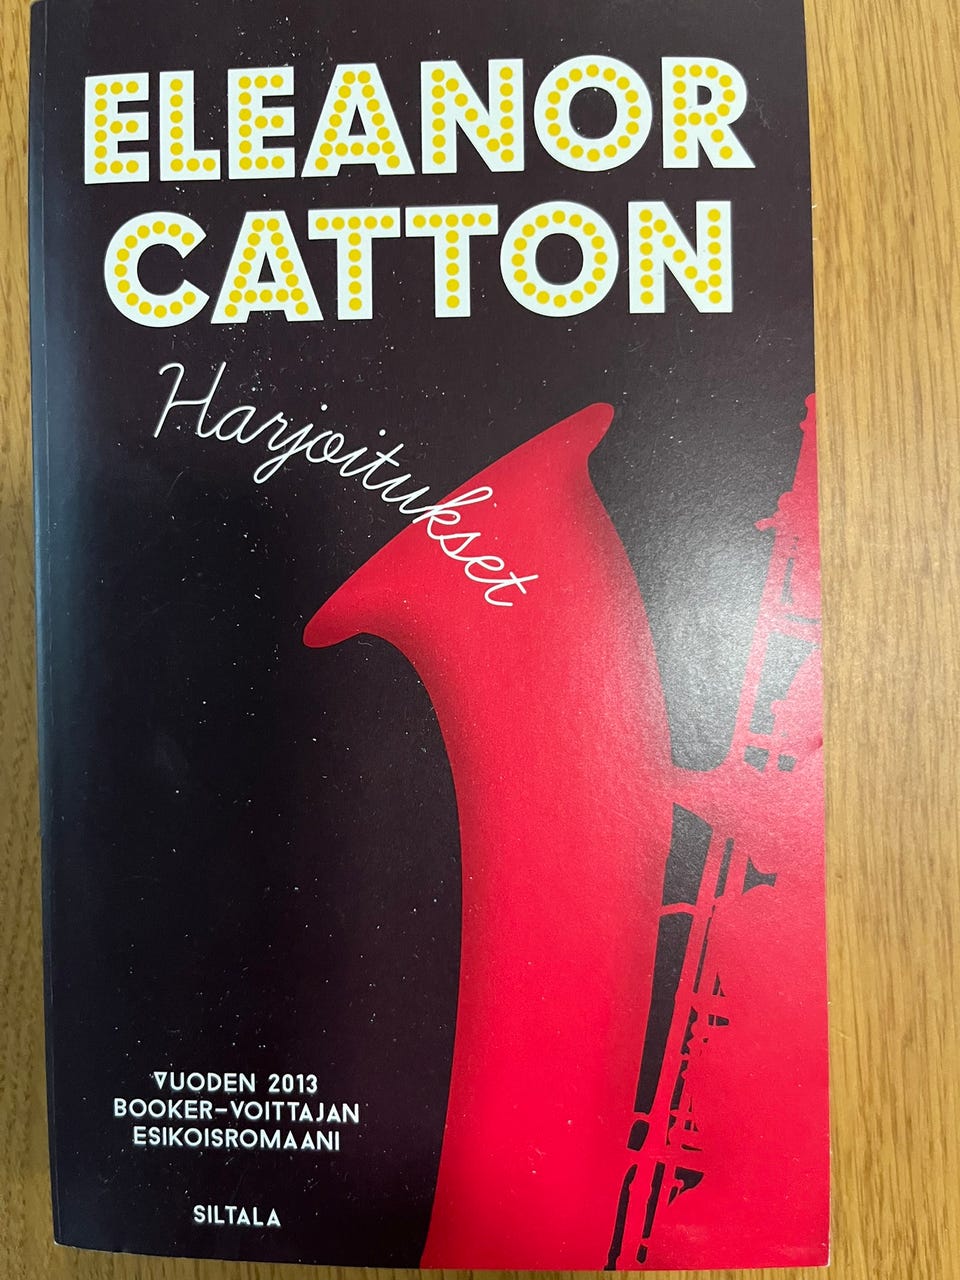 ELEANOR
CATTON
Harjoitukset
VUODEN 2013
BOOKER-VOITTAJAN
ESIKOISROMAANI
SILTALA